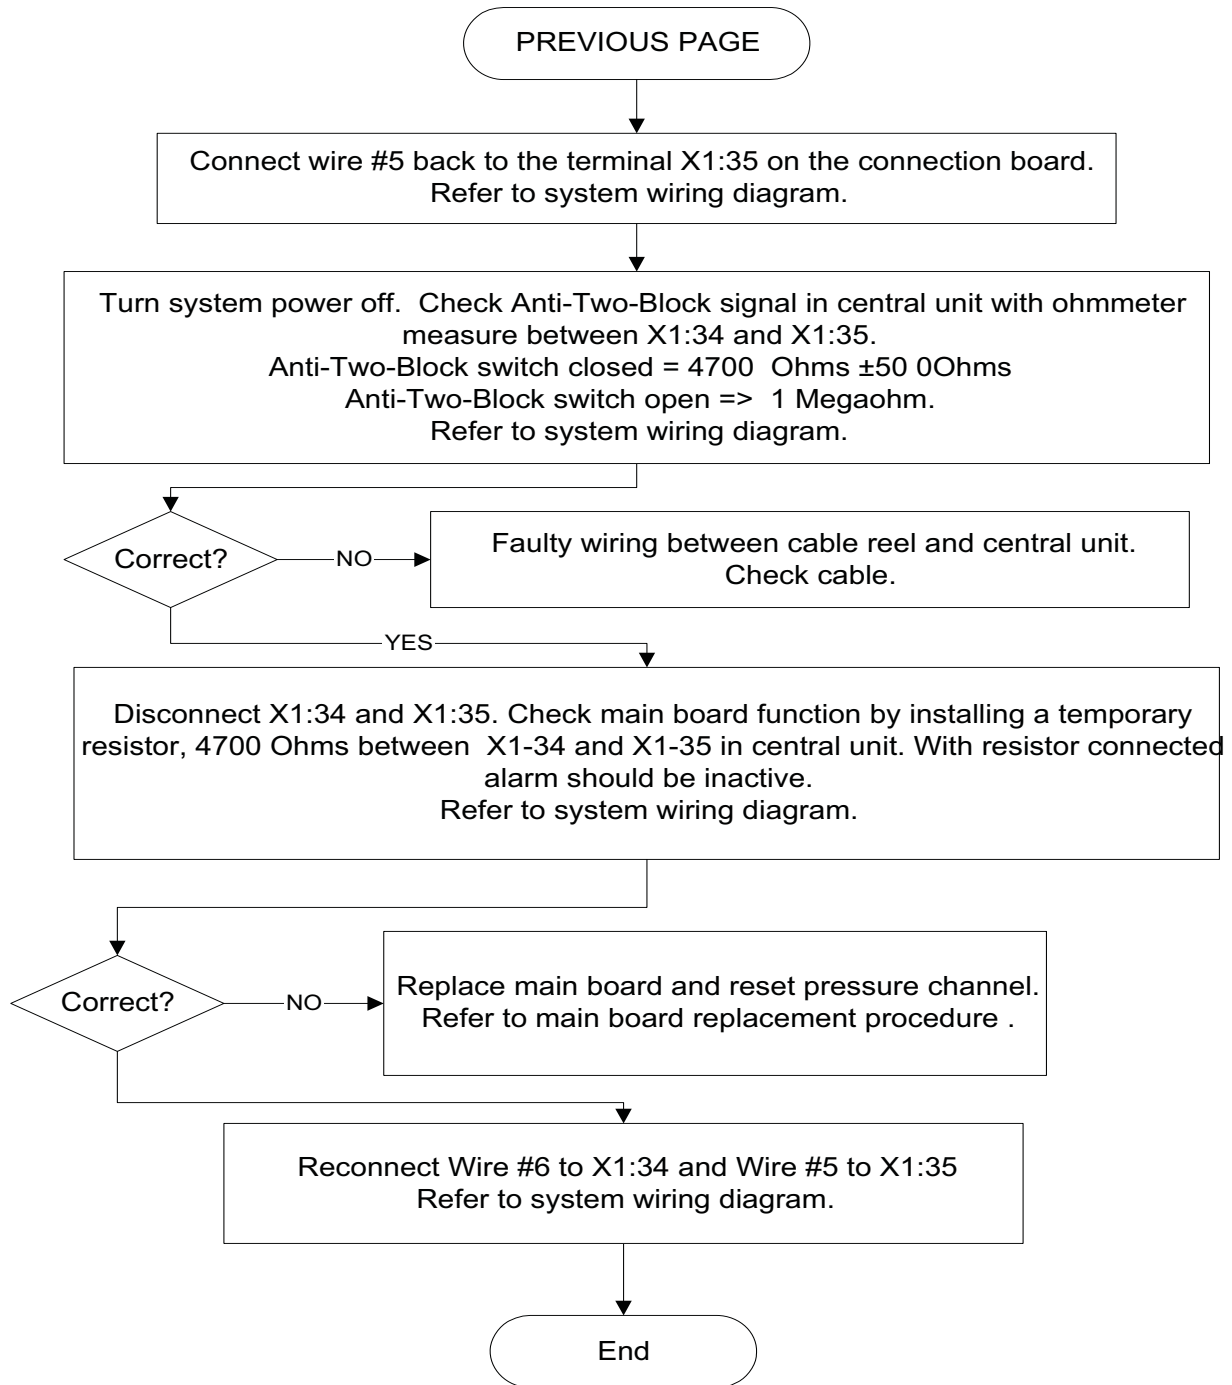 PREVIOUS PAGE
Connect wire #5 back to the terminal X1:35 on the connection board.
Refer to system wiring diagram.
Turn system power off.  Check Anti-Two-Block signal in central unit with ohmmeter
measure between X1:34 and X1:35.
Anti-Two-Block switch closed = 4700  Ohms ±50 0Ohms
Anti-Two-Block switch open =>  1 Megaohm.
Refer to system wiring diagram.
Correct?
NO
Faulty wiring between cable reel and central unit.
Check cable.
YES
Disconnect X1:34 and X1:35. Check main board function by installing a temporary
resistor, 4700 Ohms between  X1-34 and X1-35 in central unit. With resistor connected
alarm should be inactive.
Refer to system wiring diagram.
Correct?
NO
Replace main board and reset pressure channel.
Refer to main board replacement procedure .
Reconnect Wire #6 to X1:34 and Wire #5 to X1:35
Refer to system wiring diagram.
End